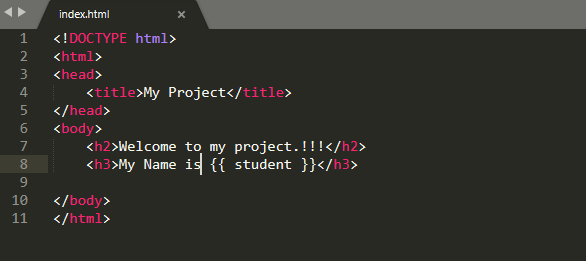 index.html
1 <!DOCTYPE html>
2 <html>
3 <head>
4 <title>My Project</title>
5 </head>
6 <body>
7 <h2>Welcome to my project.!!!</h2>
8 <h3>My Name is {{ student }}</h3>
9
10 </body>
11 </html>